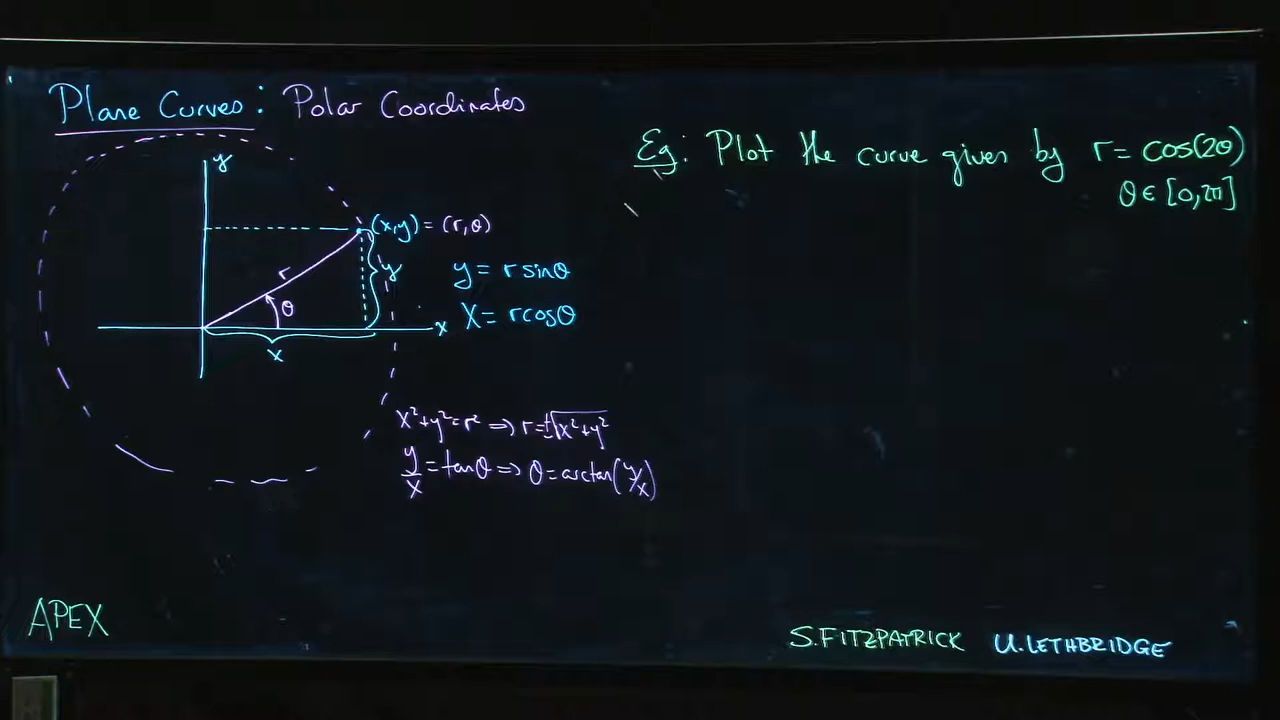 Plane Curves: Polar Coordinates
y
(x,y) = (r,θ)
r
θ
y
x
x
y = r sinθ
X = rcosθ
x²+y²=r² ⇒ r=±√x²+y²
y/x = tanθ ⇒ θ=arctan(y/x)
Eg: Plot the curve given by r = cos(2θ)
θ ∈ [0,2π]
APEX
S.FITZPATRICK U.LETHBRIDGE